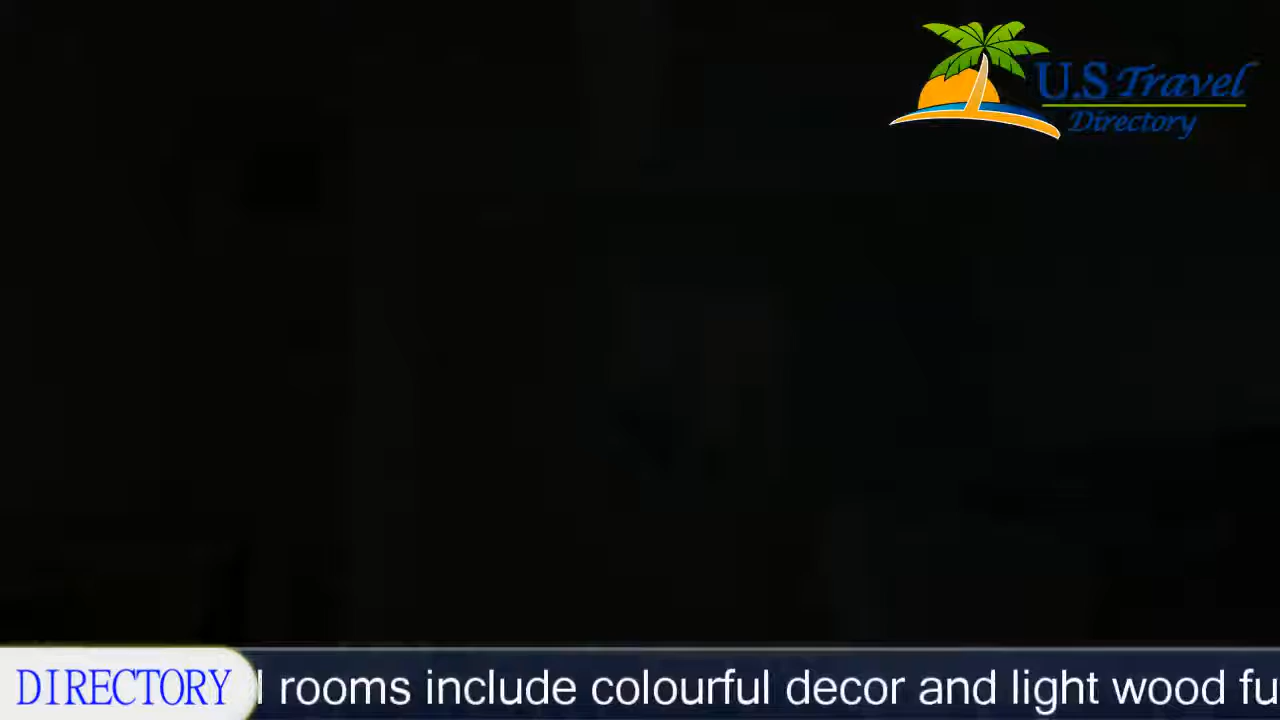 U.S Travel
Directory
DIRECTORY
rooms include colourful decor and light wood fu